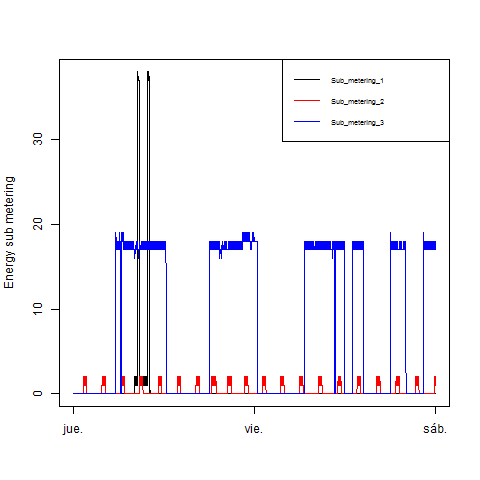 Sub_metering_1
Sub_metering_2
Sub_metering_3
Energy sub metering
30
20
10
0
jue.
vie.
sáb.